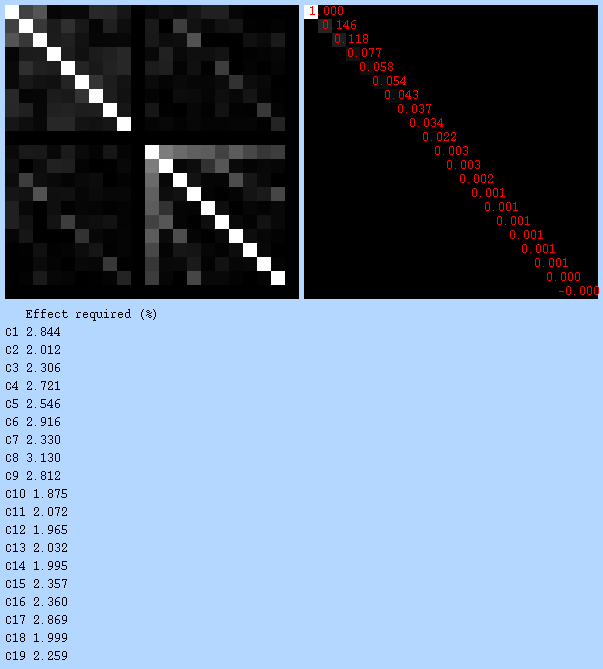 1.000
0.146
0.118
0.077
0.058
0.054
0.043
0.037
0.034
0.022
0.003
0.003
0.002
0.001
0.001
0.001
0.001
0.001
0.001
0.000
-0.000
Effect required (%)
C1 2.844
C2 2.012
C3 2.306
C4 2.721
C5 2.546
C6 2.916
C7 2.330
C8 3.130
C9 2.812
C10 1.875
C11 2.072
C12 1.965
C13 2.032
C14 1.995
C15 2.357
C16 2.360
C17 2.869
C18 1.999
C19 2.259